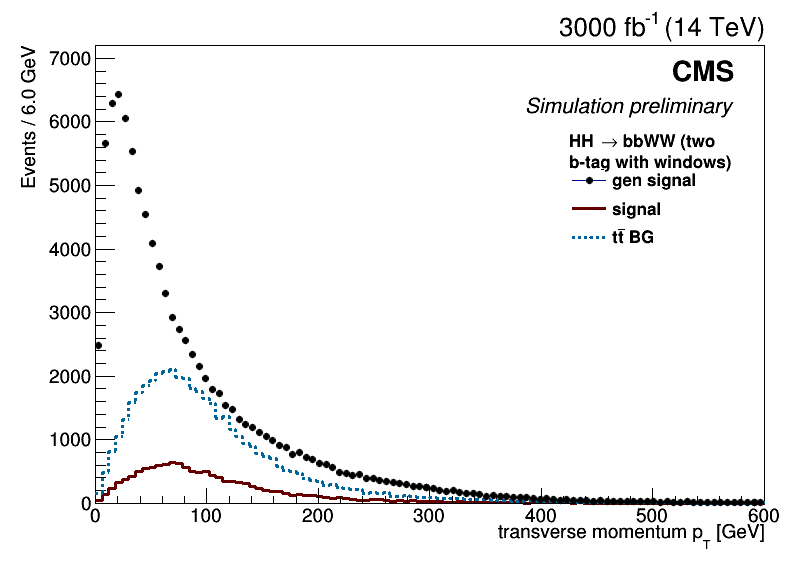 3000 fb⁻¹ (14 TeV)
Events / 6.0 GeV
7000
6000
5000
4000
3000
2000
1000
0
CMS
Simulation preliminary
HH → bbWW (two
b-tag with windows)
gen signal
signal
tt̄ BG
0 100 200 300 400 500 600
transverse momentum p_T [GeV]